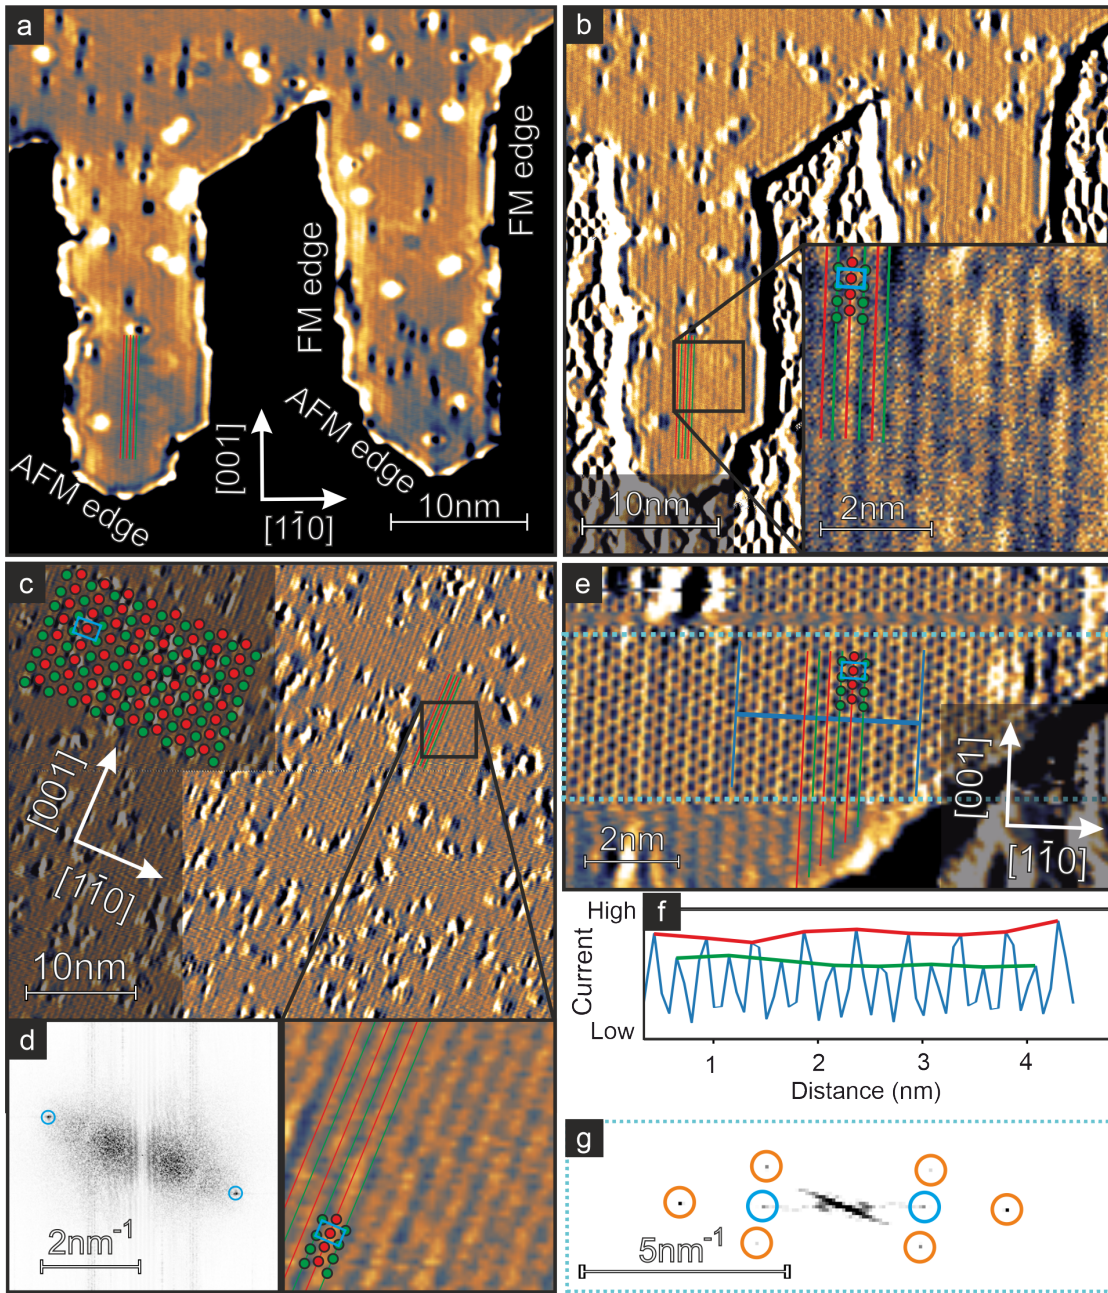 a
FM edge
FM edge
AFM edge
AFM edge
[001]
[11̄0]
10nm
b
10nm
2nm
c
[001]
[11̄0]
10nm
d
2nm⁻¹
e
2nm
[001]
[11̄0]
f
High
Current
Low
1 2 3 4
Distance (nm)
g
5nm⁻¹